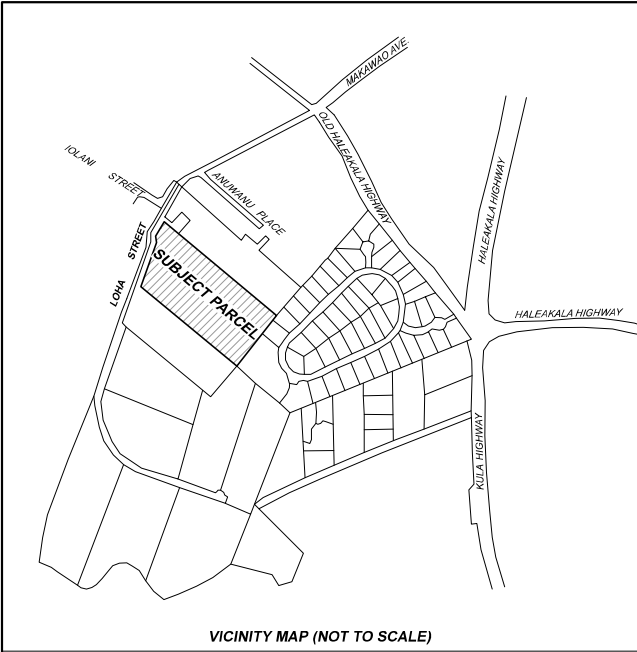 MAKAWAO AVE.
OLD HALEAKALA HIGHWAY
IOLANI
STREET
ANUWANU PLACE
HALEAKALA HIGHWAY
LOHA STREET
SUBJECT PARCEL
HALEAKALA HIGHWAY
KULA HIGHWAY
VICINITY MAP (NOT TO SCALE)